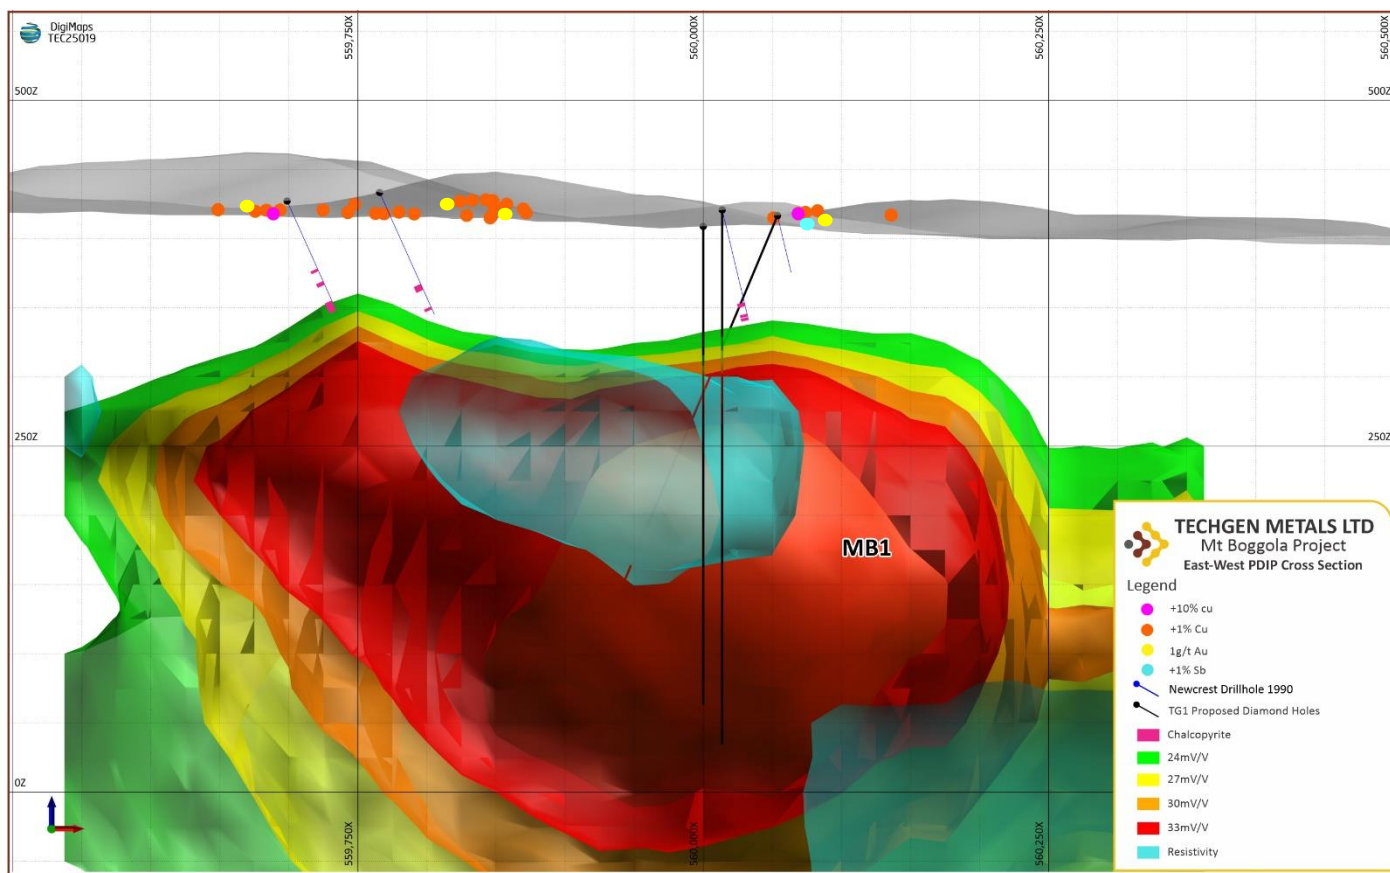 DigiMaps
TEC25019
559,750X
560,000X
560,250X
560,500X
500Z
500Z
250Z
250Z
MB1
0Z
559,750X
560,000X
560,250X
TECHGEN METALS LTD
Mt Boggola Project
East-West PDIP Cross Section
Legend
+10% cu
+1% Cu
1g/t Au
+1% Sb
Newcrest Drillhole 1990
TG1 Proposed Diamond Holes
Chalcopyrite
24mV/V
27mV/V
30mV/V
33mV/V
Resistivity